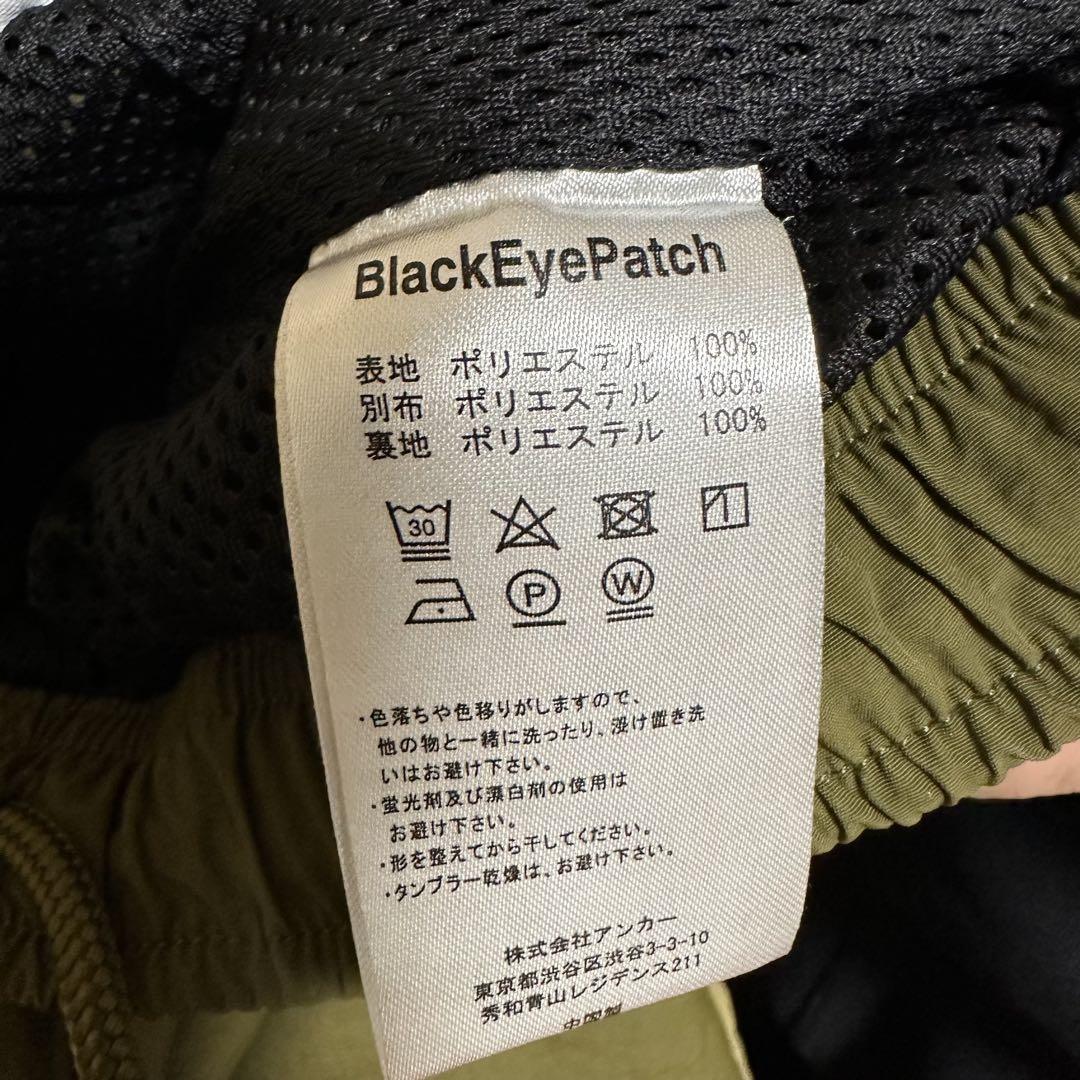 BlackEyePatch
表地 ポリエステル 100%
別布 ポリエステル 100%
裏地 ポリエステル 100%
30
P
W
・色落ちや色移りがしますので、
他の物と一緒に洗ったり、浸け置き洗
いはお避け下さい。
・蛍光剤及び漂白剤の使用は
お避け下さい。
・形を整えてから干してください。
・タンブラー乾燥は、お避け下さい。
株式会社アンカー
東京都渋谷区渋谷3-3-10
秀和青山レジデンス211
中国製